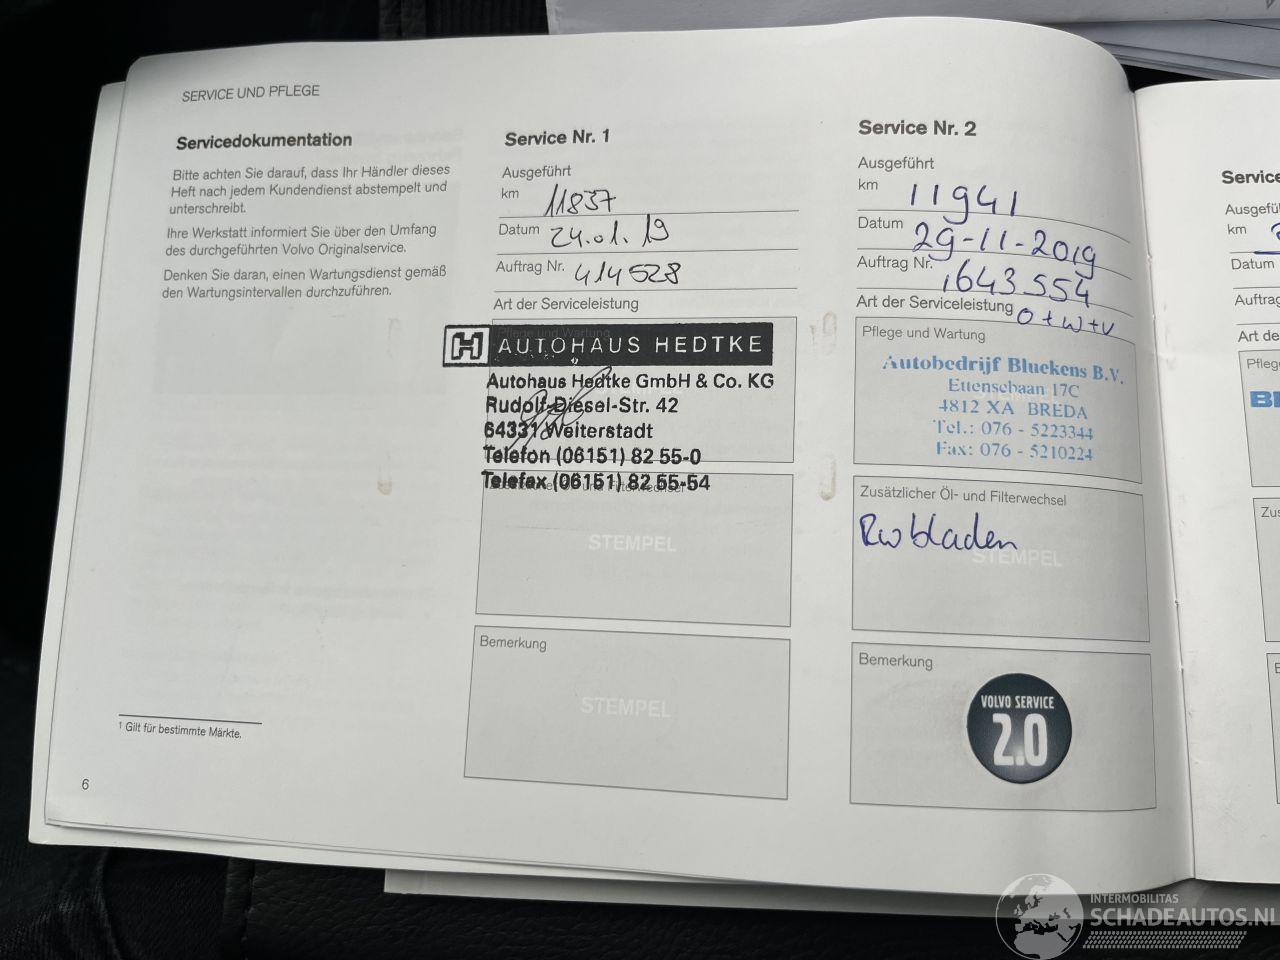 SERVICE UND PFLEGE
Servicedokumentation
Bitte achten Sie darauf, dass Ihr Händler dieses
Heft nach jedem Kundendienst abstempelt und
unterschreibt.
Ihre Werkstatt informiert Sie über den Umfang
des durchgeführten Volvo Originalservice.
Denken Sie daran, einen Wartungsdienst gemäß
den Wartungsintervallen durchzuführen.
1 Gilt für bestimmte Märkte.
6
Service Nr. 1
Ausgeführt
km 11837
Datum 24.01.19
Auftrag Nr. 414528
Art der Serviceleistung
Pflege und Wartung
AUTOHAUS HEDTKE
Autohaus Hedtke GmbH & Co. KG
Rudolf-Diesel-Str. 42
64331 Weiterstadt
Telefon (06151) 82 55-0
Telefax (06151) 82 55-54
Zusätzlicher Öl- und Filterwechsel
STEMPEL
Bemerkung
STEMPEL
Service Nr. 2
Ausgeführt
km 11941
Datum 29-11-2019
Auftrag Nr. 1643554
Art der Serviceleistung O+W+V
Pflege und Wartung
Autobedrijf Bluekens B.V.
Ettensebaan 17C
4812 XA BREDA
Tel.: 076 - 5223344
Fax: 076 - 5210224
Zusätzlicher Öl- und Filterwechsel
Rwbladen
STEMPEL
Bemerkung
VOLVO SERVICE
2.0
Service
Ausgefü
km
Datum
Auftra
Art de
Pflege
Zus
INTERMOBILITAS
SCHADEAUTOS.NL